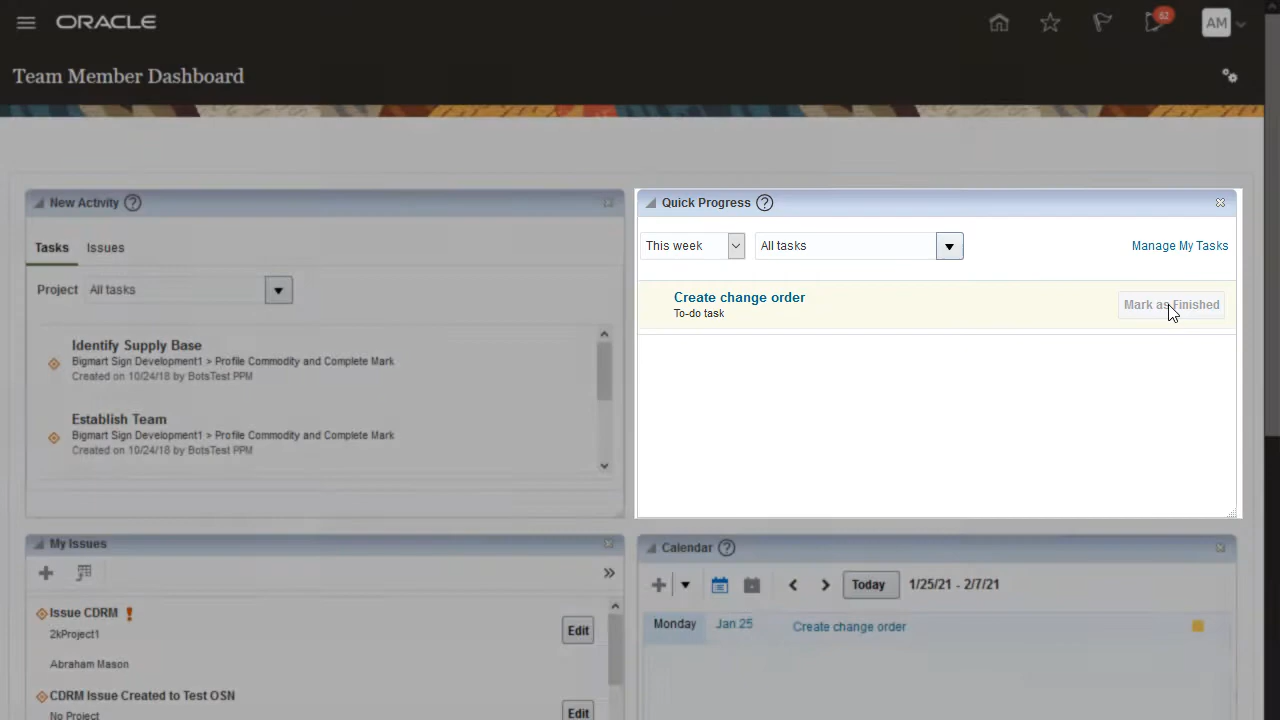 ORACLE
62
AM
Team Member Dashboard
New Activity ?
Tasks Issues
Project All tasks
Identify Supply Base
Bigmart Sign Development1 > Profile Commodity and Complete Mark
Created on 10/24/18 by BotsTest PPM
Establish Team
Bigmart Sign Development1 > Profile Commodity and Complete Mark
Created on 10/24/18 by BotsTest PPM
Quick Progress ?
This week All tasks Manage My Tasks
Create change order
To-do task
Mark as Finished
My Issues
Issue CDRM
2kProject1
Abraham Mason
Edit
CDRM Issue Created to Test OSN
No Project
Edit
Calendar ?
Today 1/25/21 - 2/7/21
Monday Jan 25 Create change order